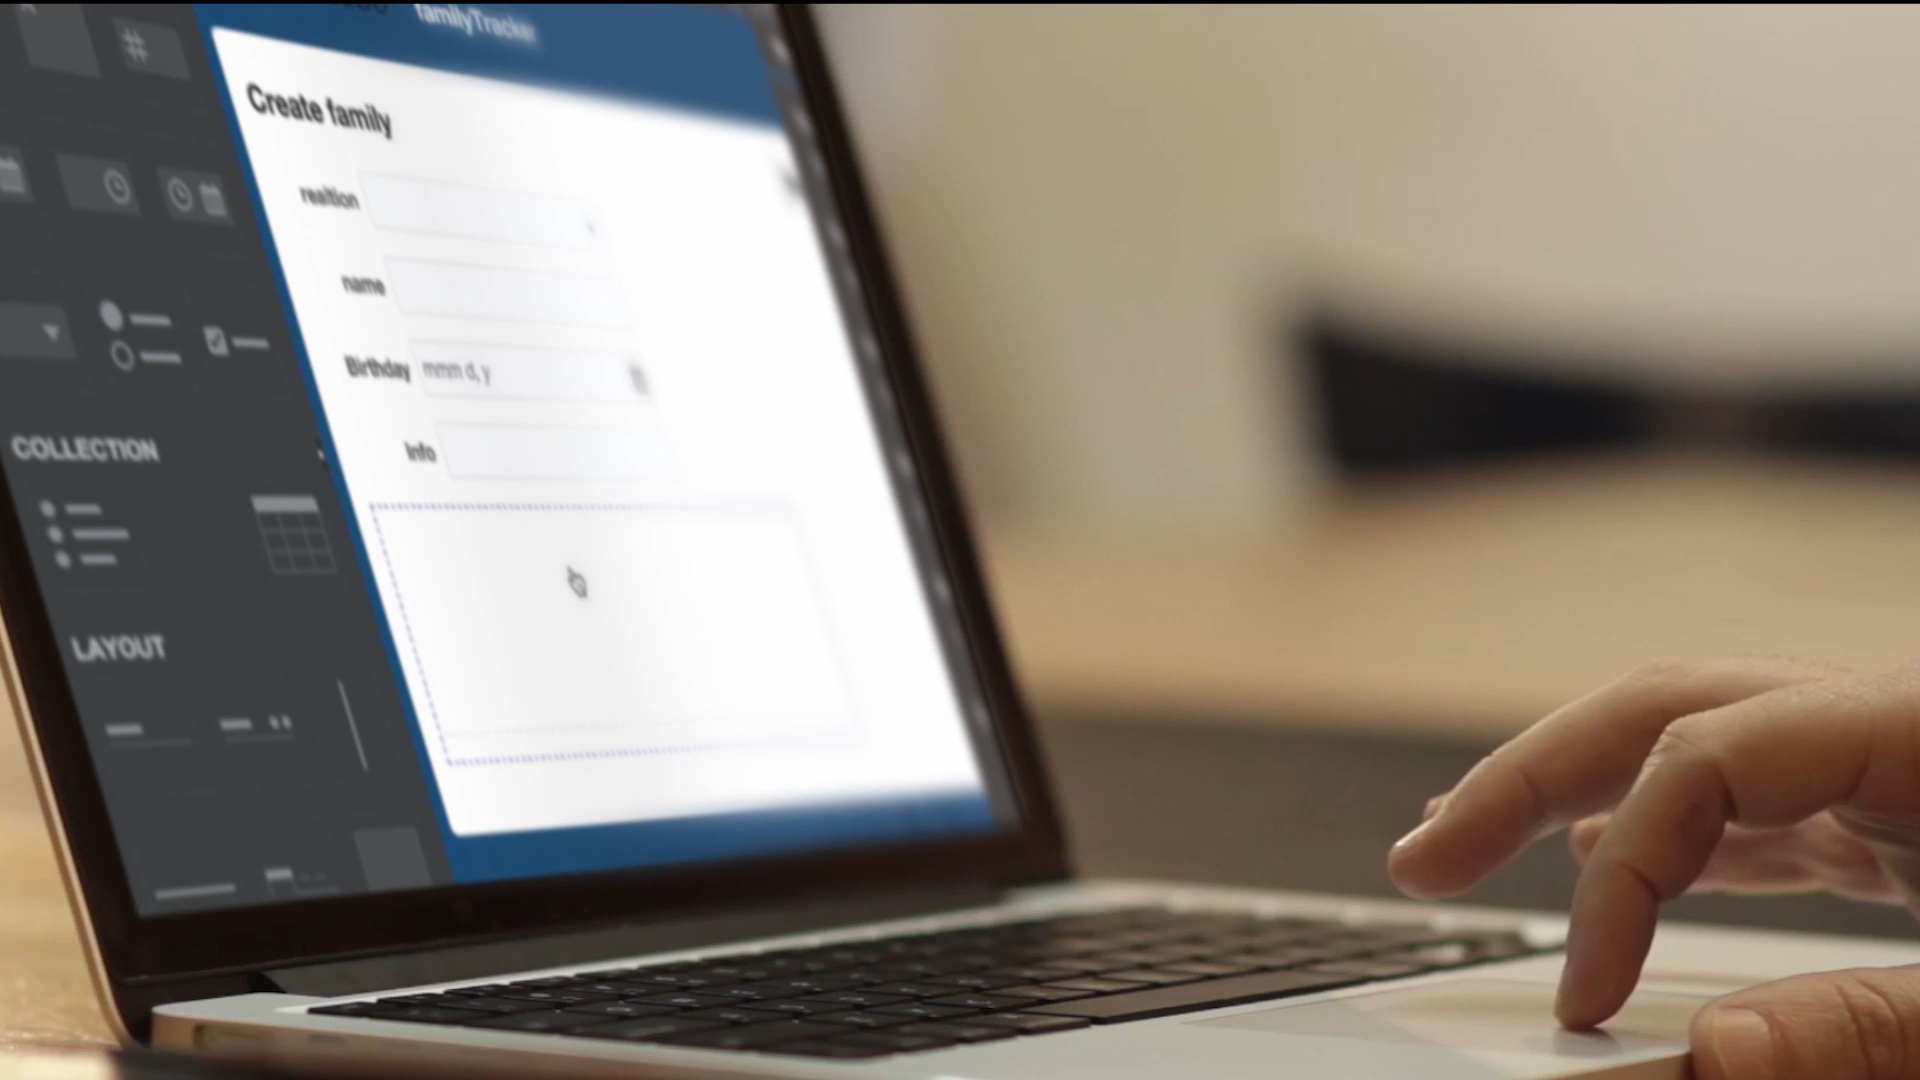 familyTracker
Create family
realtion
name
Birthday mmm d, y
Info
COLLECTION
LAYOUT